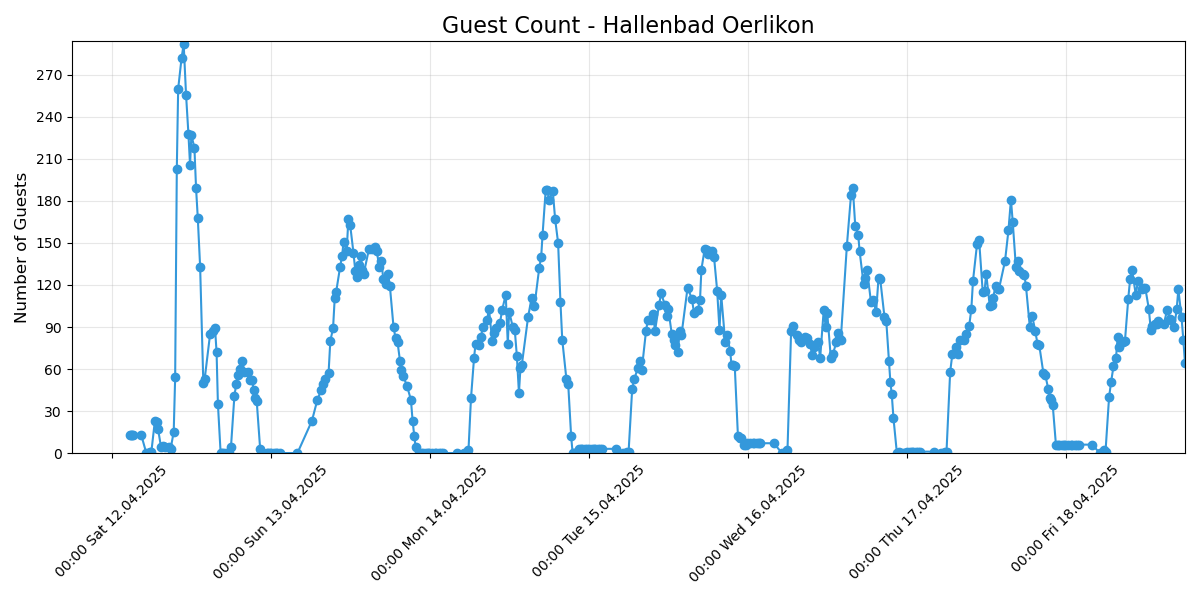 Guest Count - Hallenbad Oerlikon
Number of Guests
270
240
210
180
150
120
90
60
30
0
00:00 Sat 12.04.2025
00:00 Sun 13.04.2025
00:00 Mon 14.04.2025
00:00 Tue 15.04.2025
00:00 Wed 16.04.2025
00:00 Thu 17.04.2025
00:00 Fri 18.04.2025